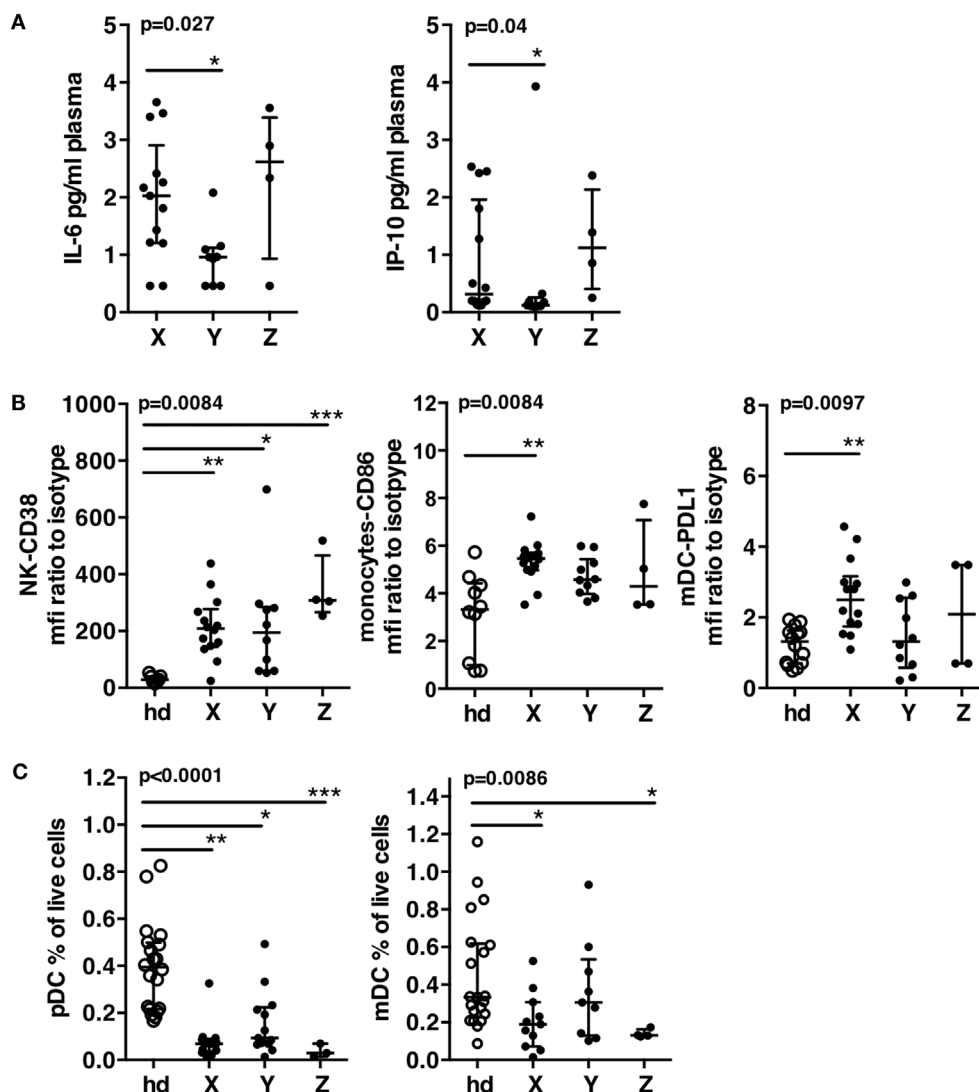 A
p=0.027
*
IL-6 pg/ml plasma
5
4
3
2
1
0
X Y Z
p=0.04
*
IP-10 pg/ml plasma
5
4
3
2
1
0
X Y Z
B
p=0.0084
***
*
**
NK-CD38
mfi ratio to isotype
1000
800
600
400
200
0
hd X Y Z
p=0.0084
**
monocytes-CD86
mfi ratio to isotpype
12
10
8
6
4
2
0
hd X Y Z
p=0.0097
**
mDC-PDL1
mfi ratio to isotype
8
6
4
2
0
hd X Y Z
C
p<0.0001
***
*
**
pDC % of live cells
1.2
1.0
0.8
0.6
0.4
0.2
0.0
hd X Y Z
p=0.0086
*
*
mDC % of live cells
1.4
1.2
1.0
0.8
0.6
0.4
0.2
0.0
hd X Y Z